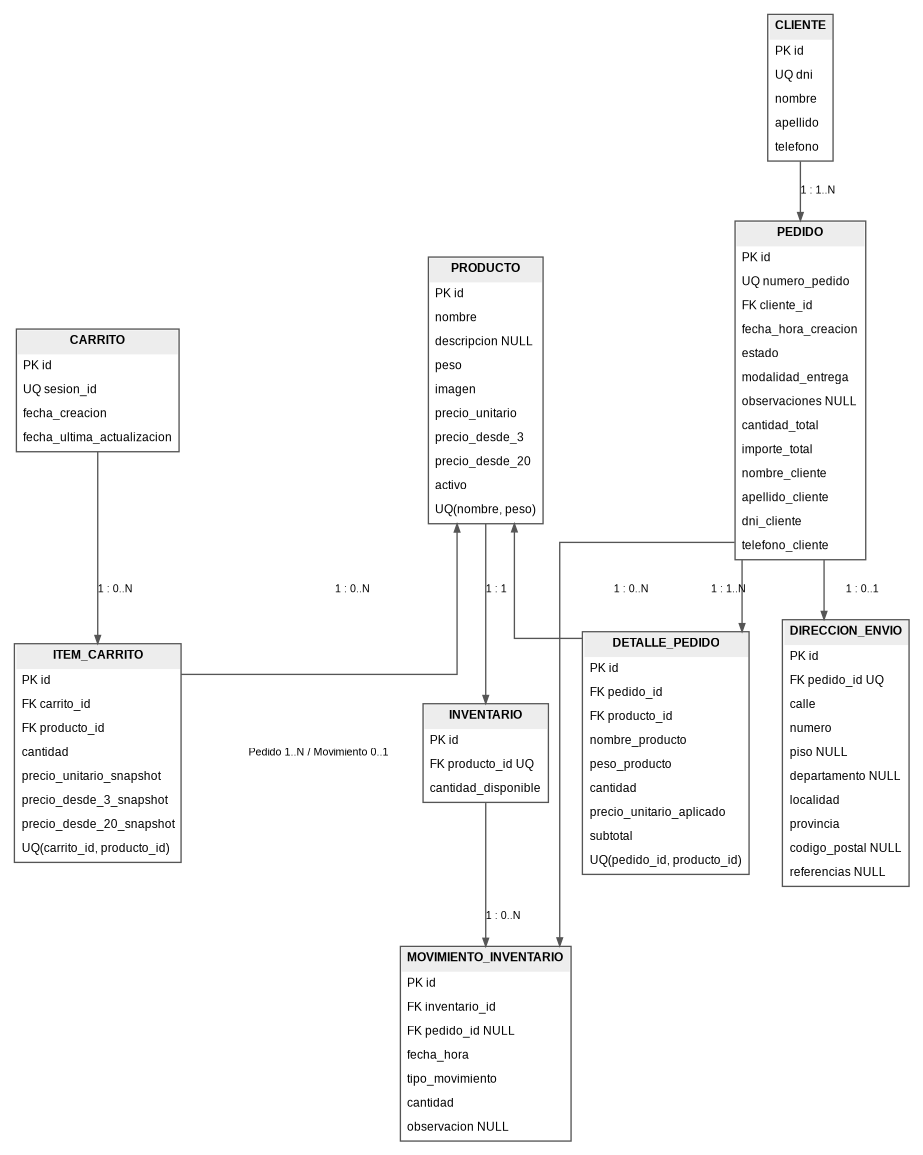 CLIENTE
PK id
UQ dni
nombre
apellido
telefono
1 : 1..N
PEDIDO
PK id
UQ numero_pedido
FK cliente_id
fecha_hora_creacion
estado
modalidad_entrega
observaciones NULL
cantidad_total
importe_total
nombre_cliente
apellido_cliente
dni_cliente
telefono_cliente
PRODUCTO
PK id
nombre
descripcion NULL
peso
imagen
precio_unitario
precio_desde_3
precio_desde_20
activo
UQ(nombre, peso)
CARRITO
PK id
UQ sesion_id
fecha_creacion
fecha_ultima_actualizacion
1 : 0..N
1 : 0..N
1 : 1
1 : 0..N
1 : 1..N
1 : 0..1
ITEM_CARRITO
PK id
FK carrito_id
FK producto_id
cantidad
precio_unitario_snapshot
precio_desde_3_snapshot
precio_desde_20_snapshot
UQ(carrito_id, producto_id)
Pedido 1..N / Movimiento 0..1
INVENTARIO
PK id
FK producto_id UQ
cantidad_disponible
DETALLE_PEDIDO
PK id
FK pedido_id
FK producto_id
nombre_producto
peso_producto
cantidad
precio_unitario_aplicado
subtotal
UQ(pedido_id, producto_id)
DIRECCION_ENVIO
PK id
FK pedido_id UQ
calle
numero
piso NULL
departamento NULL
localidad
provincia
codigo_postal NULL
referencias NULL
1 : 0..N
MOVIMIENTO_INVENTARIO
PK id
FK inventario_id
FK pedido_id NULL
fecha_hora
tipo_movimiento
cantidad
observacion NULL